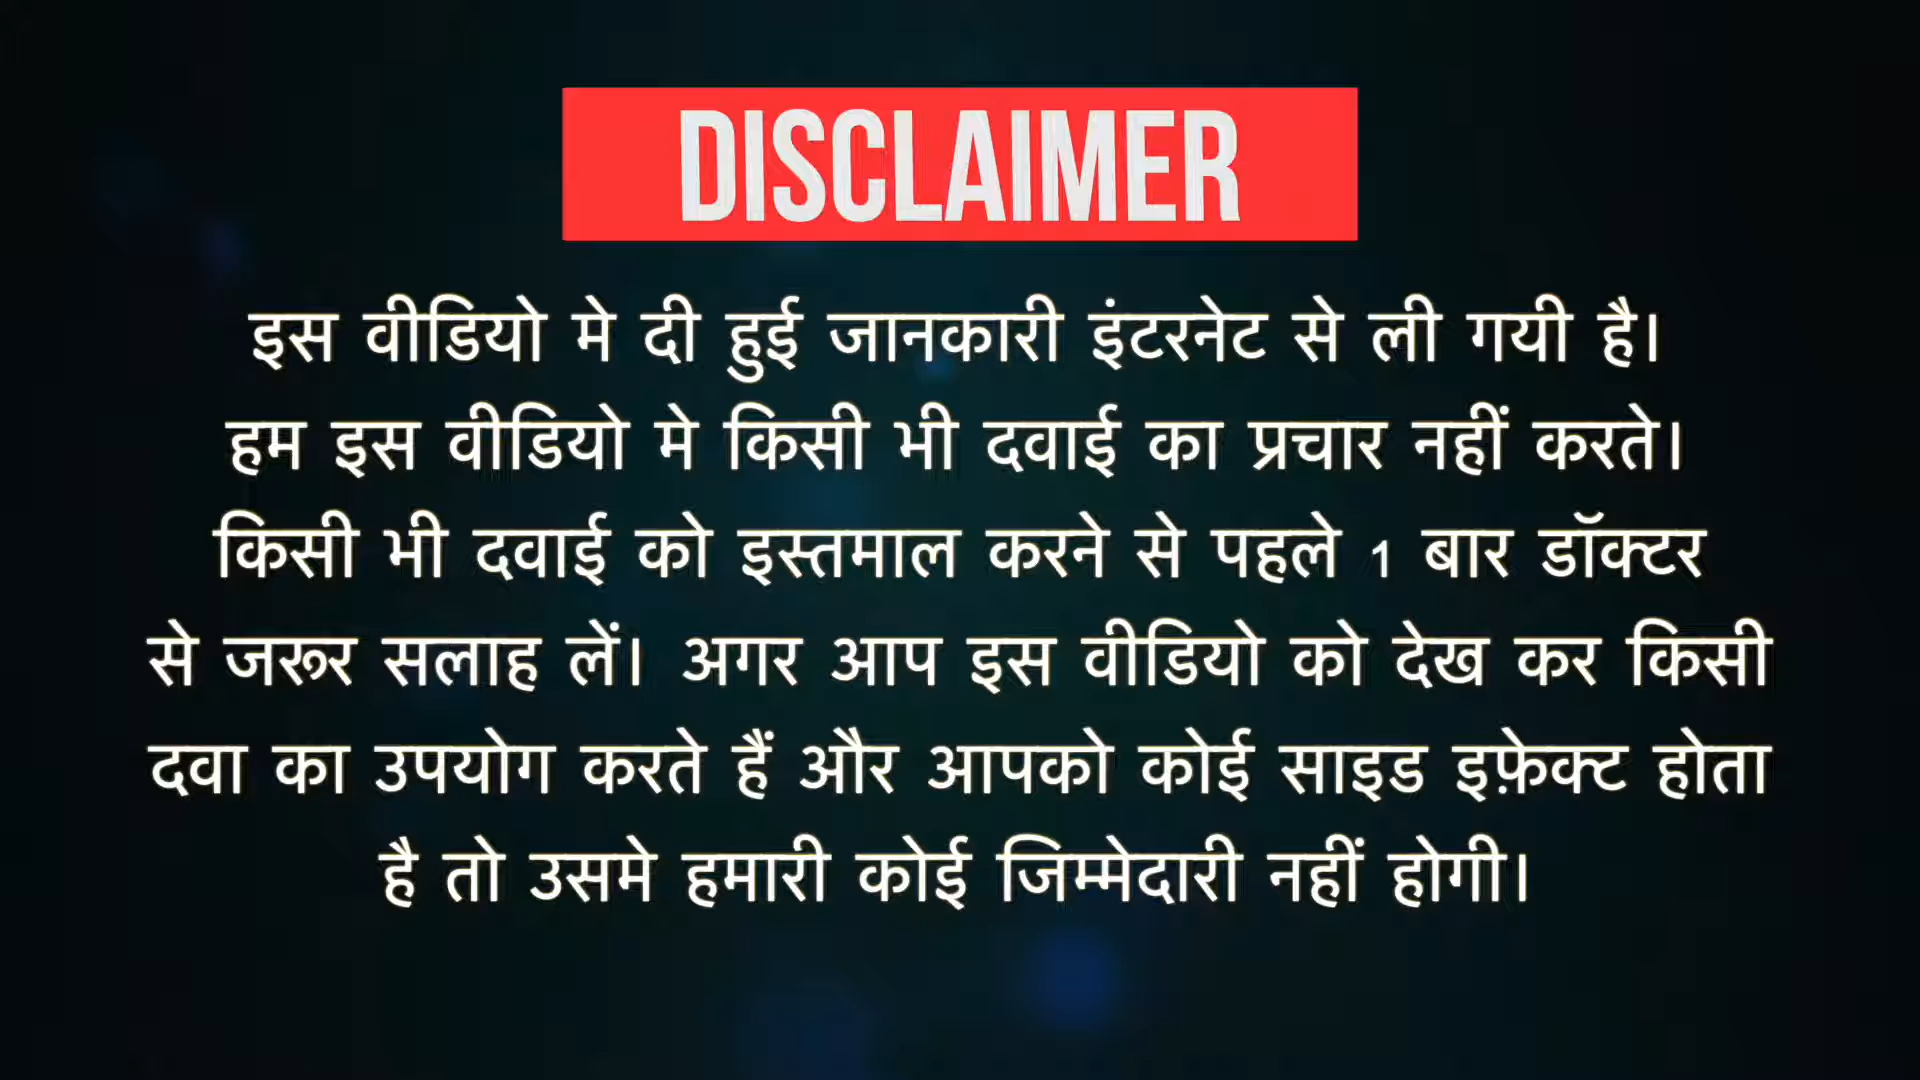 DISCLAIMER
इस वीडियो मे दी हुई जानकारी इंटरनेट से ली गयी है।
हम इस वीडियो मे किसी भी दवाई का प्रचार नहीं करते।
किसी भी दवाई को इस्तमाल करने से पहले 1 बार डॉक्टर
से जरूर सलाह लें। अगर आप इस वीडियो को देख कर किसी
दवा का उपयोग करते हैं और आपको कोई साइड इफ़ेक्ट होता
है तो उसमे हमारी कोई जिम्मेदारी नहीं होगी।